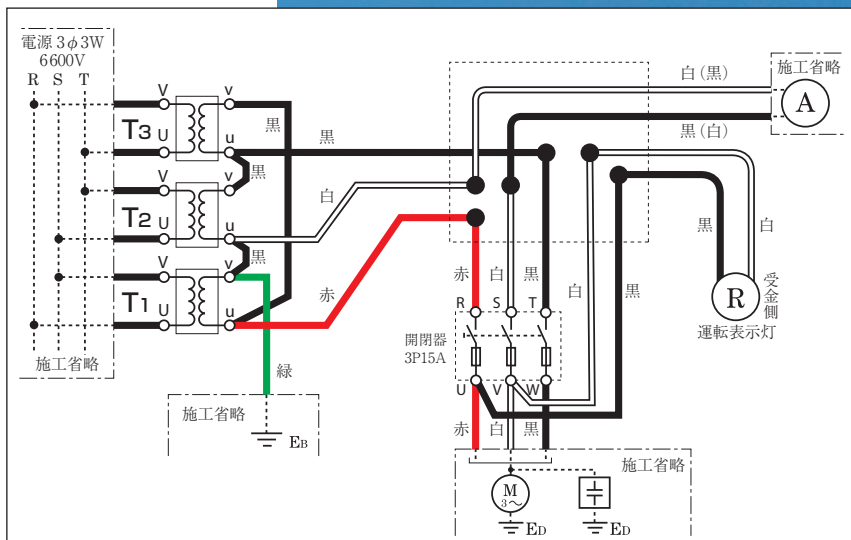 電源 3φ3W
6600V
R S T
V v
T3
U u
黒
黒
黒
V v
T2
U u
白
黒
V v
T1
U u
赤
施工省略
緑
施工省略
EB
白(黒)
黒(白)
施工省略
A
黒
白
R
受金側
運転表示灯
赤 白 黒
白
黒
R S T
開閉器
3P15A
U V W
赤 白 黒
施工省略
M
3~
ED
ED